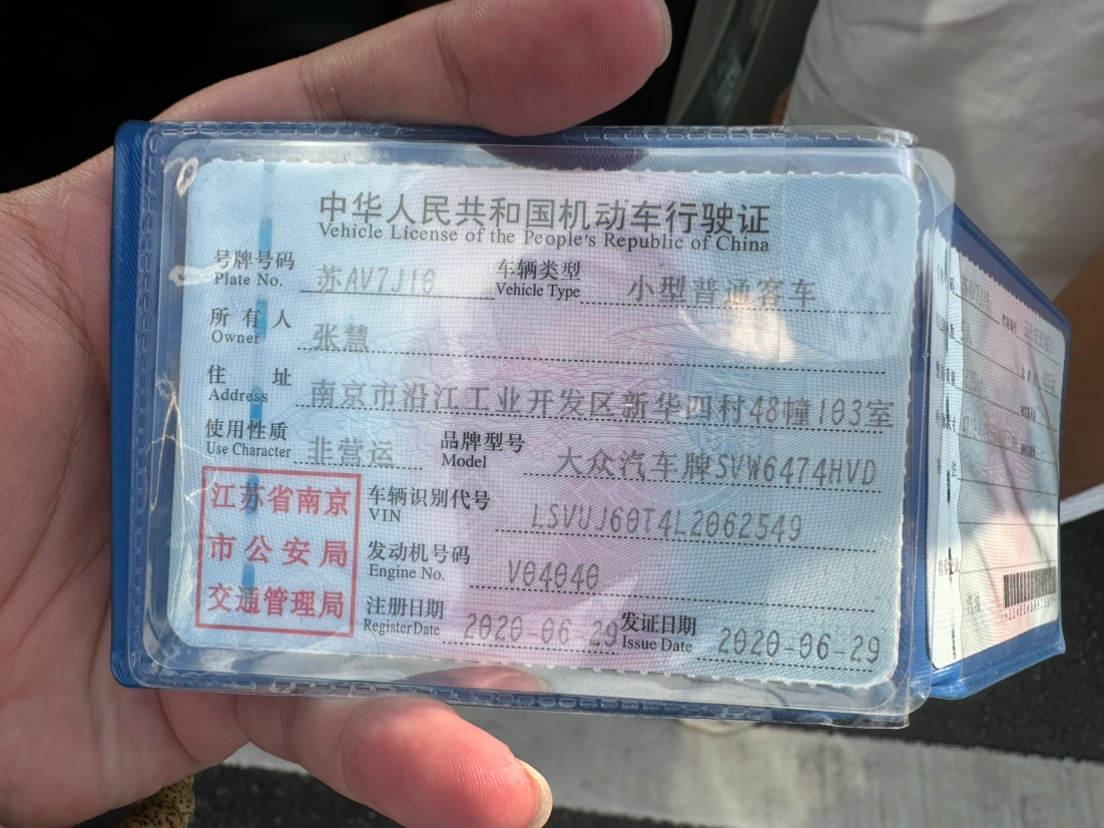 中华人民共和国机动车行驶证
Vehicle License of the People's Republic of China
号牌号码 苏AV7J10 车辆类型 小型普通客车
Plate No. Vehicle Type
所有人 张慧
Owner
住址 南京市沿江工业开发区新华四村48幢103室
Address
使用性质 非营运 品牌型号 大众汽车牌SVW6474HVD
Use Character Model
江苏省南京
市公安局
交通管理局
车辆识别代号 LSVUJ60T4L2062549
VIN
发动机号码 V04040
Engine No.
注册日期 2020-06-29 发证日期 2020-06-29
Register Date Issue Date